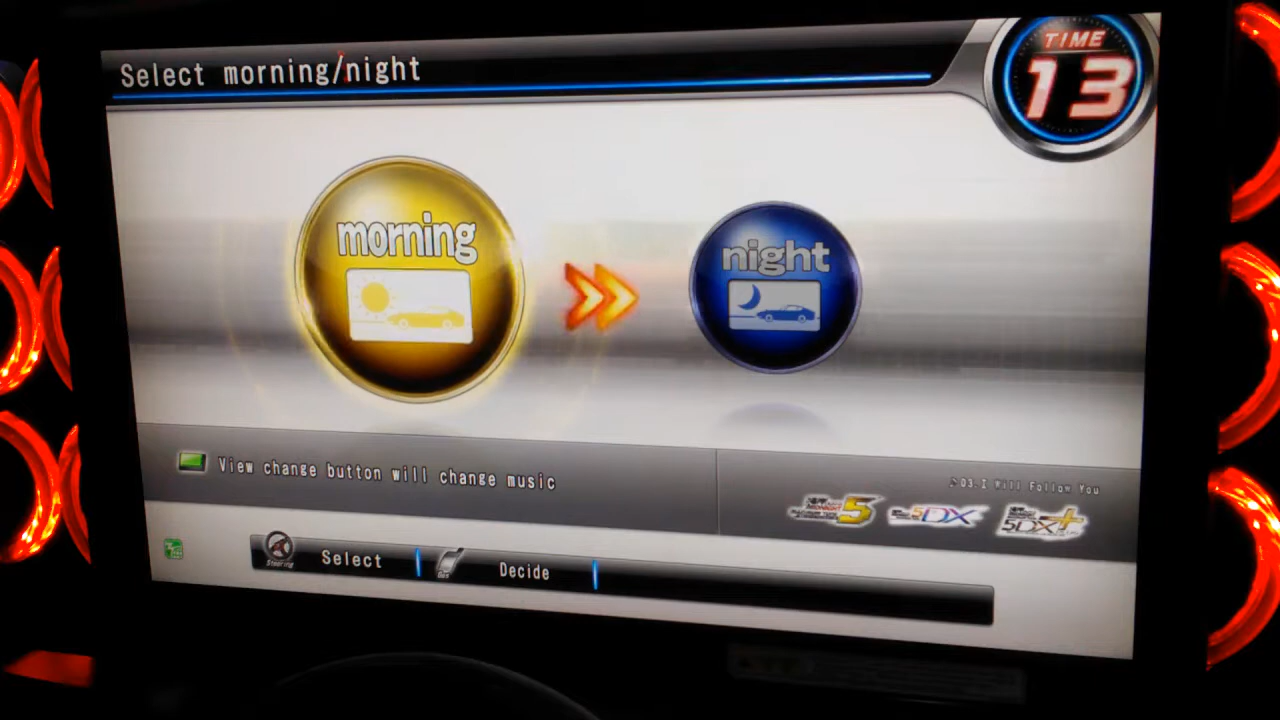 Select morning/night
TIME
13
morning
night
View change button will change music
♪03.I Will Follow You
5
5DX
5DX+
Steering
Select
Decide